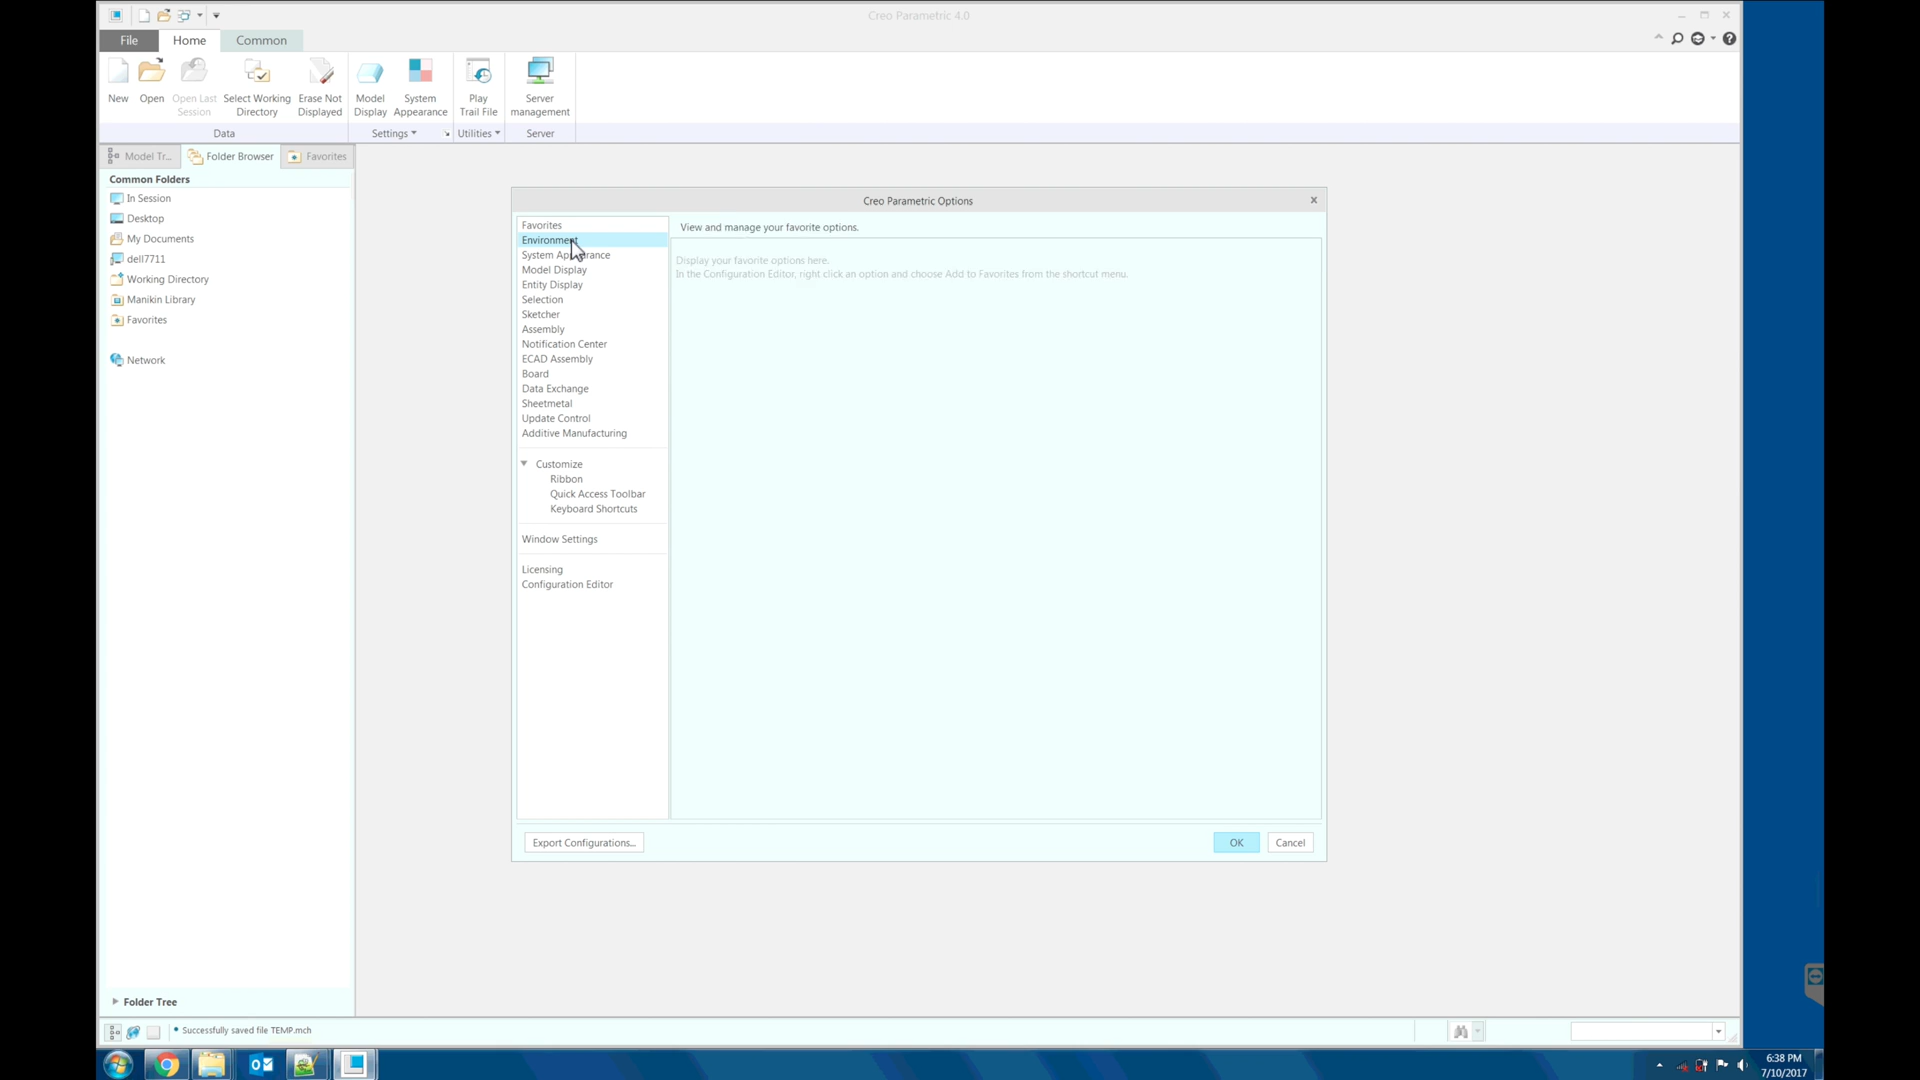 Creo Parametric 4.0
File Home Common
New Open Open Last Session Select Working Directory Erase Not Displayed Model Display System Appearance Play Trail File Server management
Data Settings Utilities Server
Model Tr... Folder Browser Favorites
Common Folders
In Session
Desktop
My Documents
dell7711
Working Directory
Manikin Library
Favorites
Network
Folder Tree
Creo Parametric Options
Favorites
Environment
System Appearance
Model Display
Entity Display
Selection
Sketcher
Assembly
Notification Center
ECAD Assembly
Board
Data Exchange
Sheetmetal
Update Control
Additive Manufacturing
Customize
Ribbon
Quick Access Toolbar
Keyboard Shortcuts
Window Settings
Licensing
Configuration Editor
View and manage your favorite options.
Display your favorite options here.
In the Configuration Editor, right click an option and choose Add to Favorites from the shortcut menu.
Export Configurations... OK Cancel
Successfully saved file TEMP.mch
6:38 PM
7/10/2017